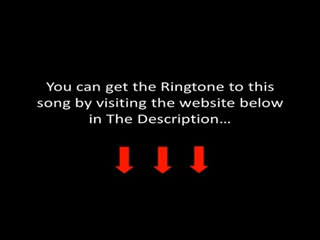 You can get the Ringtone to this
song by visiting the website below
in The Description...